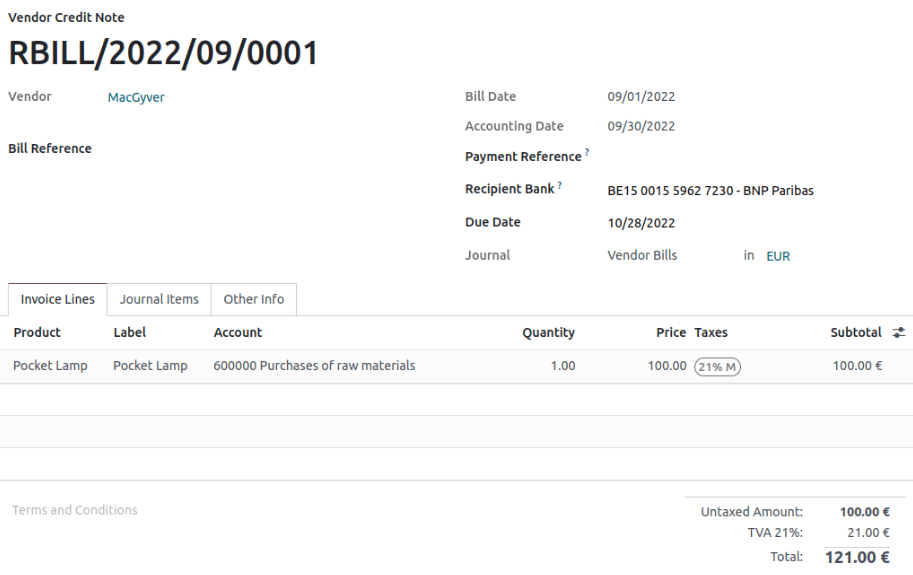 Vendor Credit Note
RBILL/2022/09/0001
Vendor MacGyver
Bill Reference
Bill Date 09/01/2022
Accounting Date 09/30/2022
Payment Reference ?
Recipient Bank ? BE15 0015 5962 7230 - BNP Paribas
Due Date 10/28/2022
Journal Vendor Bills in EUR
Invoice Lines Journal Items Other Info
Product Label Account Quantity Price Taxes Subtotal
Pocket Lamp Pocket Lamp 600000 Purchases of raw materials 1.00 100.00 21% M 100.00 €
Terms and Conditions
Untaxed Amount: 100.00 €
TVA 21%: 21.00 €
Total: 121.00 €